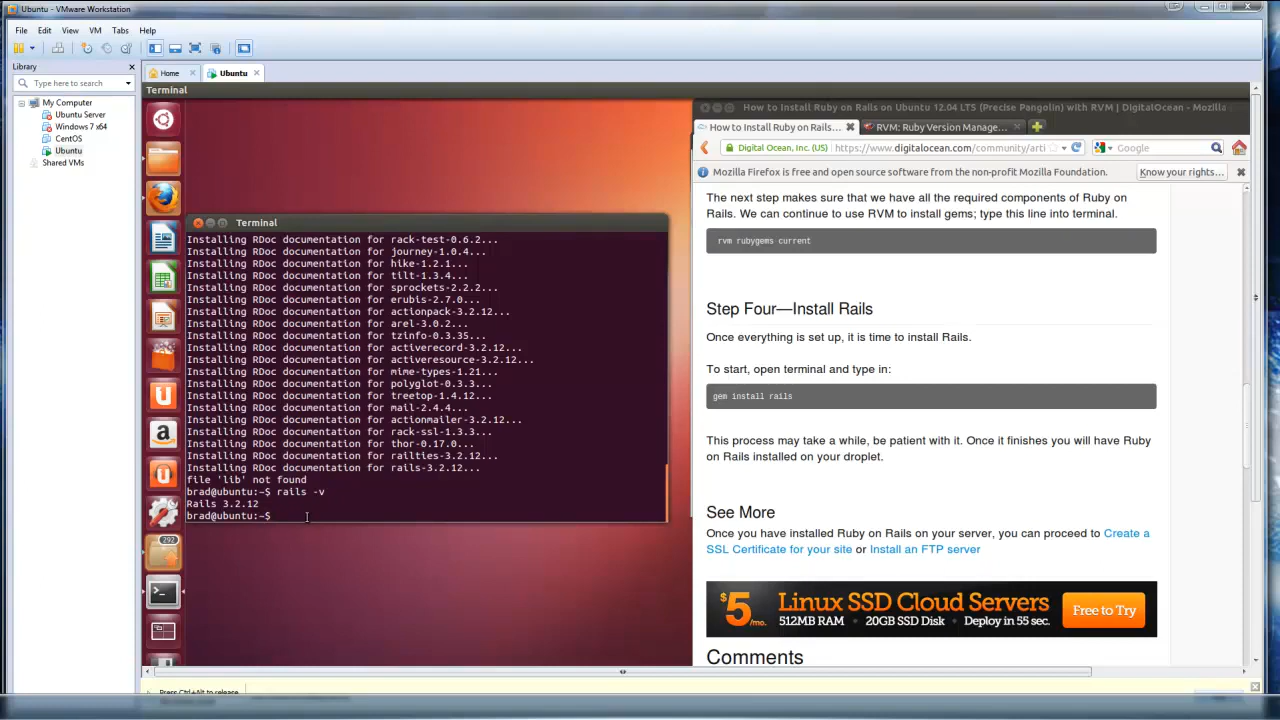 Ubuntu - VMware Workstation
File Edit View VM Tabs Help
Library
Type here to search
My Computer
Ubuntu Server
Windows 7 x64
CentOS
Ubuntu
Shared VMs
Home
Ubuntu
Terminal
Terminal
Installing RDoc documentation for rack-test-0.6.2...
Installing RDoc documentation for journey-1.0.4...
Installing RDoc documentation for hike-1.2.1...
Installing RDoc documentation for tilt-1.3.4...
Installing RDoc documentation for sprockets-2.2.2...
Installing RDoc documentation for erubis-2.7.0...
Installing RDoc documentation for actionpack-3.2.12...
Installing RDoc documentation for arel-3.0.2...
Installing RDoc documentation for tzinfo-0.3.35...
Installing RDoc documentation for activerecord-3.2.12...
Installing RDoc documentation for activeresource-3.2.12...
Installing RDoc documentation for mime-types-1.21...
Installing RDoc documentation for polyglot-0.3.3...
Installing RDoc documentation for treetop-1.4.12...
Installing RDoc documentation for mail-2.4.4...
Installing RDoc documentation for actionmailer-3.2.12...
Installing RDoc documentation for rack-ssl-1.3.3...
Installing RDoc documentation for thor-0.17.0...
Installing RDoc documentation for railties-3.2.12...
Installing RDoc documentation for rails-3.2.12...
file 'lib' not found
brad@ubuntu:~$ rails -v
Rails 3.2.12
brad@ubuntu:~$
292
How to Install Ruby on Rails on Ubuntu 12.04 LTS (Precise Pangolin) with RVM | DigitalOcean - Mozilla
How to Install Ruby on Rails...
RVM: Ruby Version Manage...
Digital Ocean, Inc. (US)
https://www.digitalocean.com/community/arti
Google
Mozilla Firefox is free and open source software from the non-profit Mozilla Foundation.
Know your rights...
The next step makes sure that we have all the required components of Ruby on
Rails. We can continue to use RVM to install gems; type this line into terminal.
rvm rubygems current
Step Four—Install Rails
Once everything is set up, it is time to install Rails.
To start, open terminal and type in:
gem install rails
This process may take a while, be patient with it. Once it finishes you will have Ruby
on Rails installed on your droplet.
See More
Once you have installed Ruby on Rails on your server, you can proceed to Create a
SSL Certificate for your site or Install an FTP server
$5/mo.
Linux SSD Cloud Servers
512MB RAM • 20GB SSD Disk • Deploy in 55 sec.
Free to Try
Comments
Press Ctrl+Alt to release